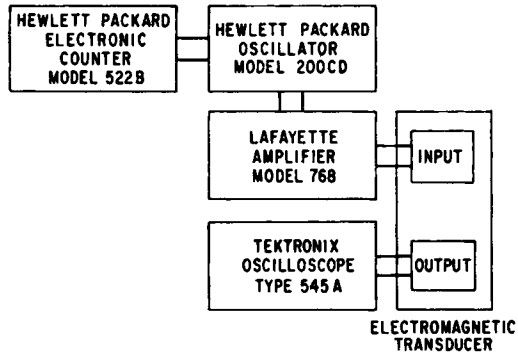 HEWLETT PACKARD
ELECTRONIC
COUNTER
MODEL 522B
HEWLETT PACKARD
OSCILLATOR
MODEL 200CD
LAFAYETTE
AMPLIFIER
MODEL 768
INPUT
TEKTRONIX
OSCILLOSCOPE
TYPE 545A
OUTPUT
ELECTROMAGNETIC
TRANSDUCER